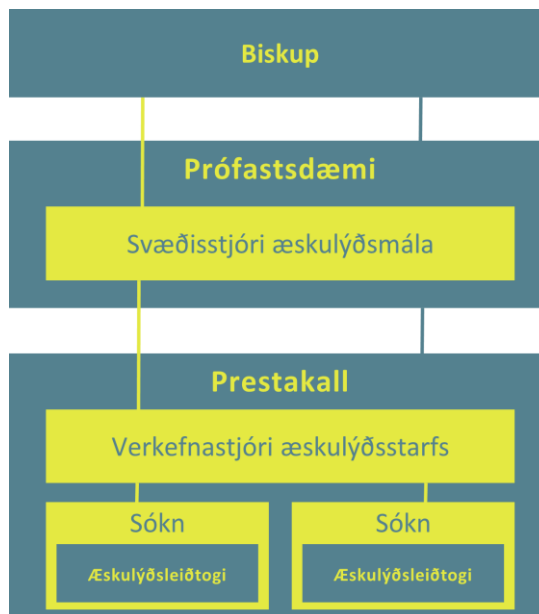 Biskup
Prófastsdæmi
Svæðisstjóri æskulýðsmála
Prestakall
Verkefnastjóri æskulýðsstarfs
Sókn
Æskulýðsleiðtogi
Sókn
Æskulýðsleiðtogi